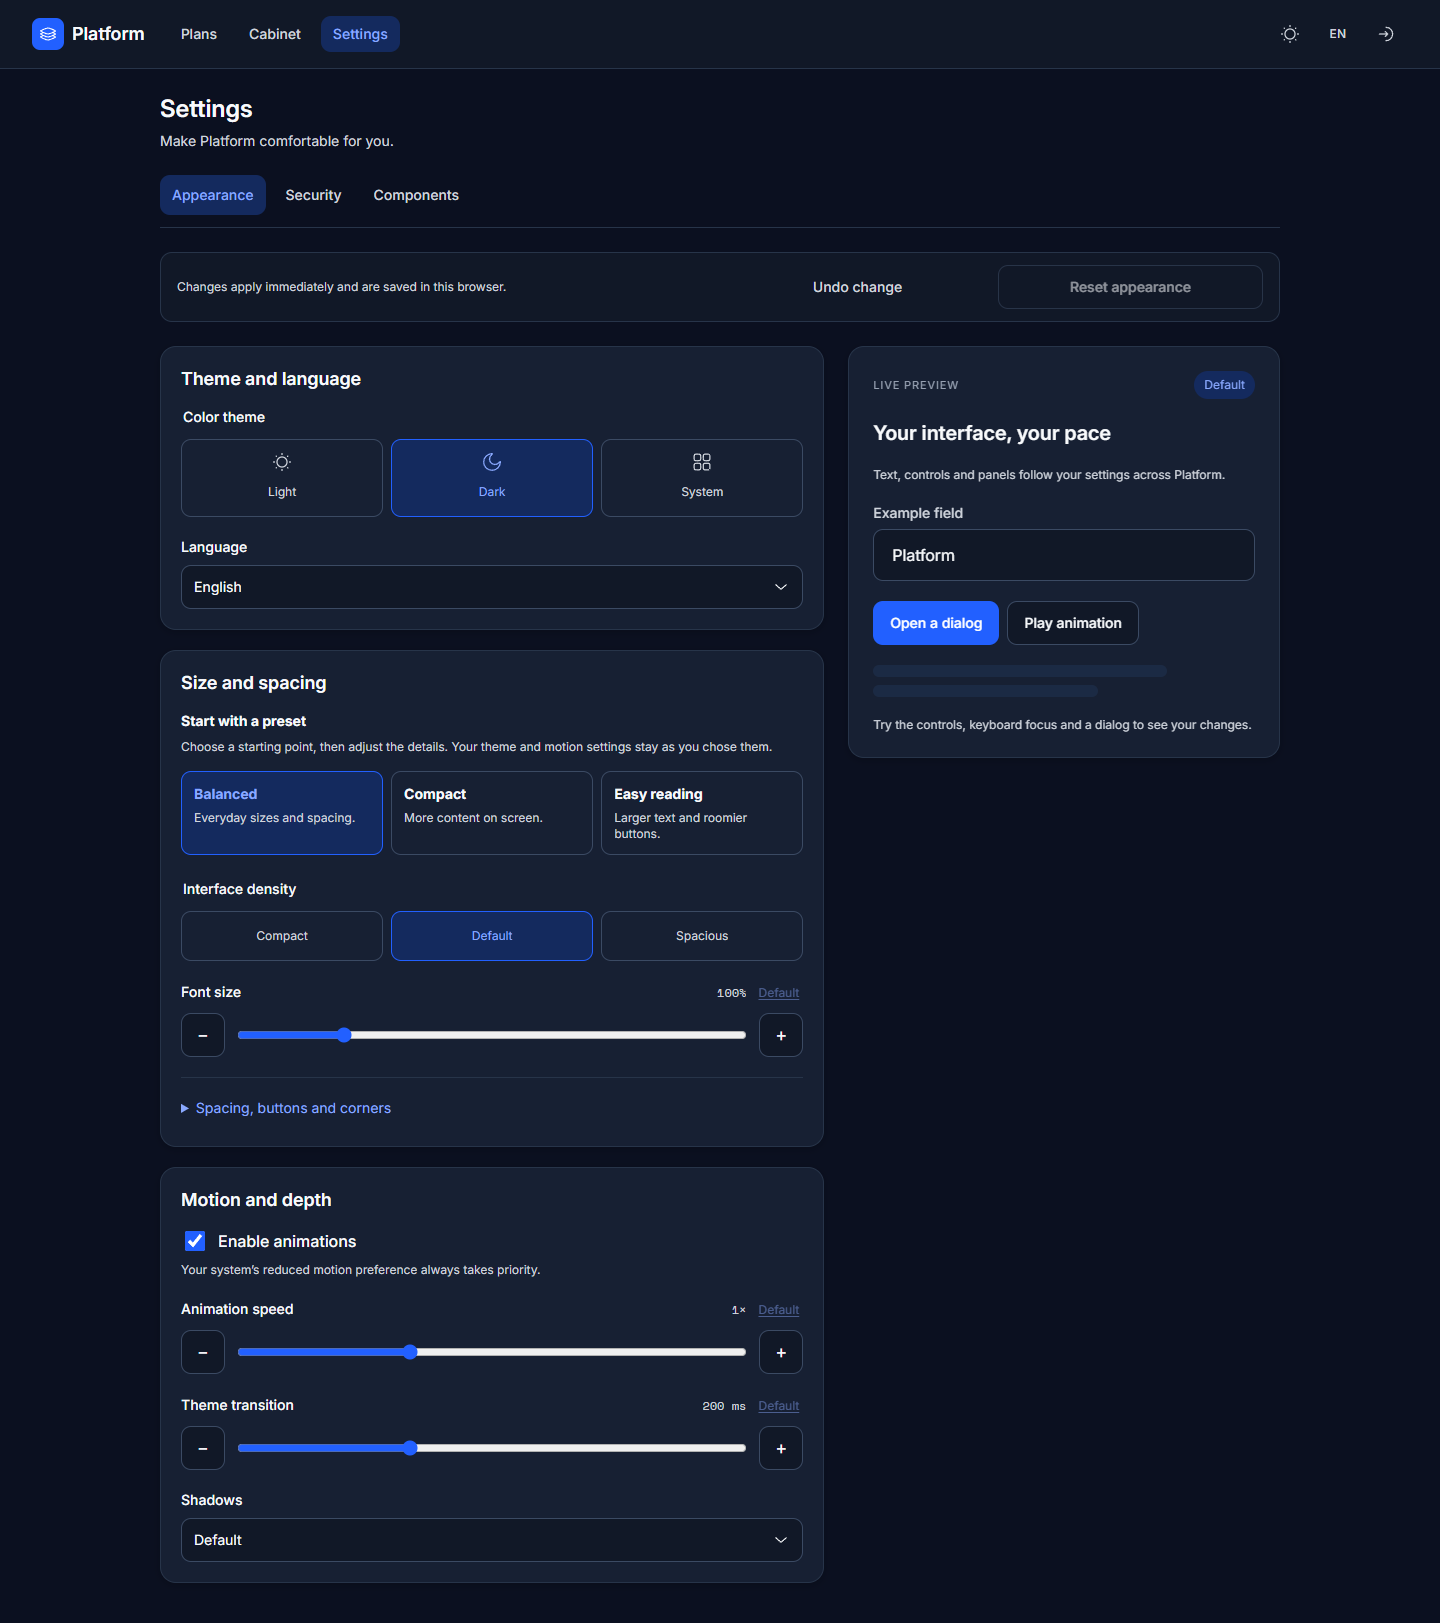 Platform
Plans
Cabinet
Settings
EN
Settings
Make Platform comfortable for you.
Appearance
Security
Components
Changes apply immediately and are saved in this browser.
Undo change
Reset appearance
Theme and language
Color theme
Light
Dark
System
Language
English
Size and spacing
Start with a preset
Choose a starting point, then adjust the details. Your theme and motion settings stay as you chose them.
Balanced
Everyday sizes and spacing.
Compact
More content on screen.
Easy reading
Larger text and roomier
buttons.
Interface density
Compact
Default
Spacious
Font size
100%
Default
−
+
Spacing, buttons and corners
Motion and depth
Enable animations
Your system's reduced motion preference always takes priority.
Animation speed
1×
Default
−
+
Theme transition
200 ms
Default
−
+
Shadows
Default
LIVE PREVIEW
Default
Your interface, your pace
Text, controls and panels follow your settings across Platform.
Example field
Platform
Open a dialog
Play animation
Try the controls, keyboard focus and a dialog to see your changes.